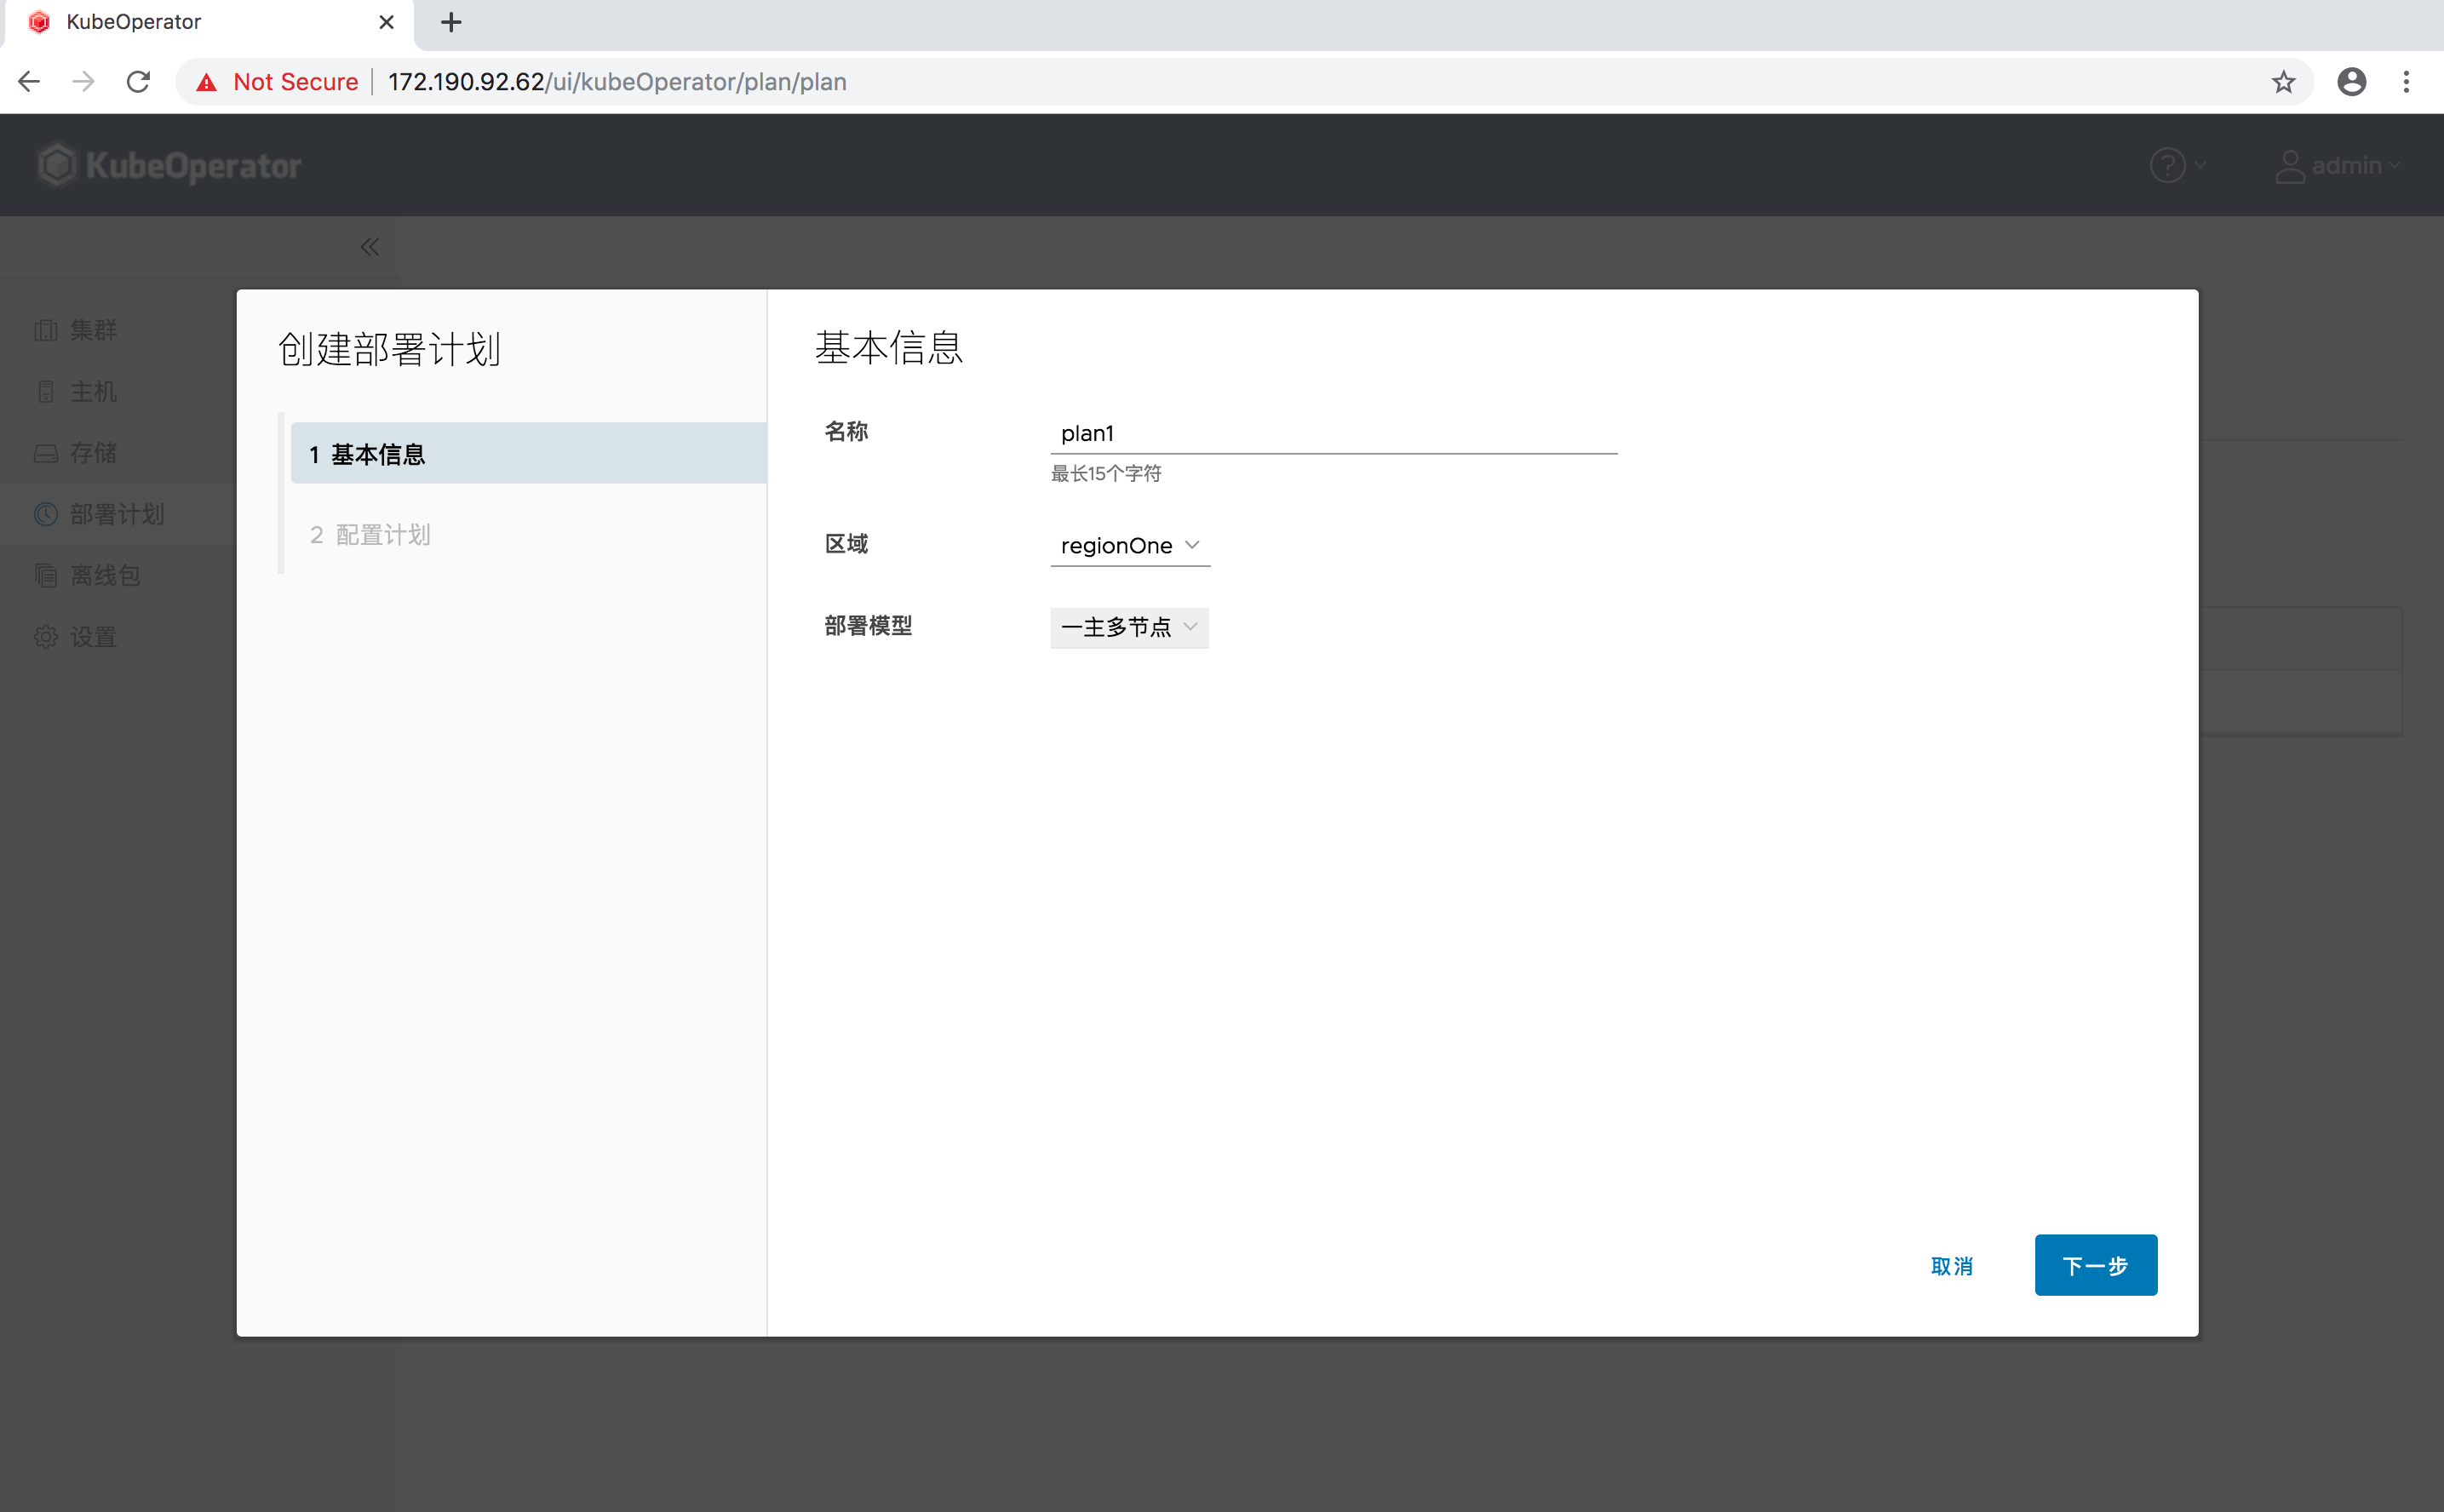 KubeOperator
Not Secure
172.190.92.62/ui/kubeOperator/plan/plan
KubeOperator
admin
集群
主机
存储
部署计划
离线包
设置
创建部署计划
1 基本信息
2 配置计划
基本信息
名称
plan1
最长15个字符
区域
regionOne
部署模型
一主多节点
取消
下一步